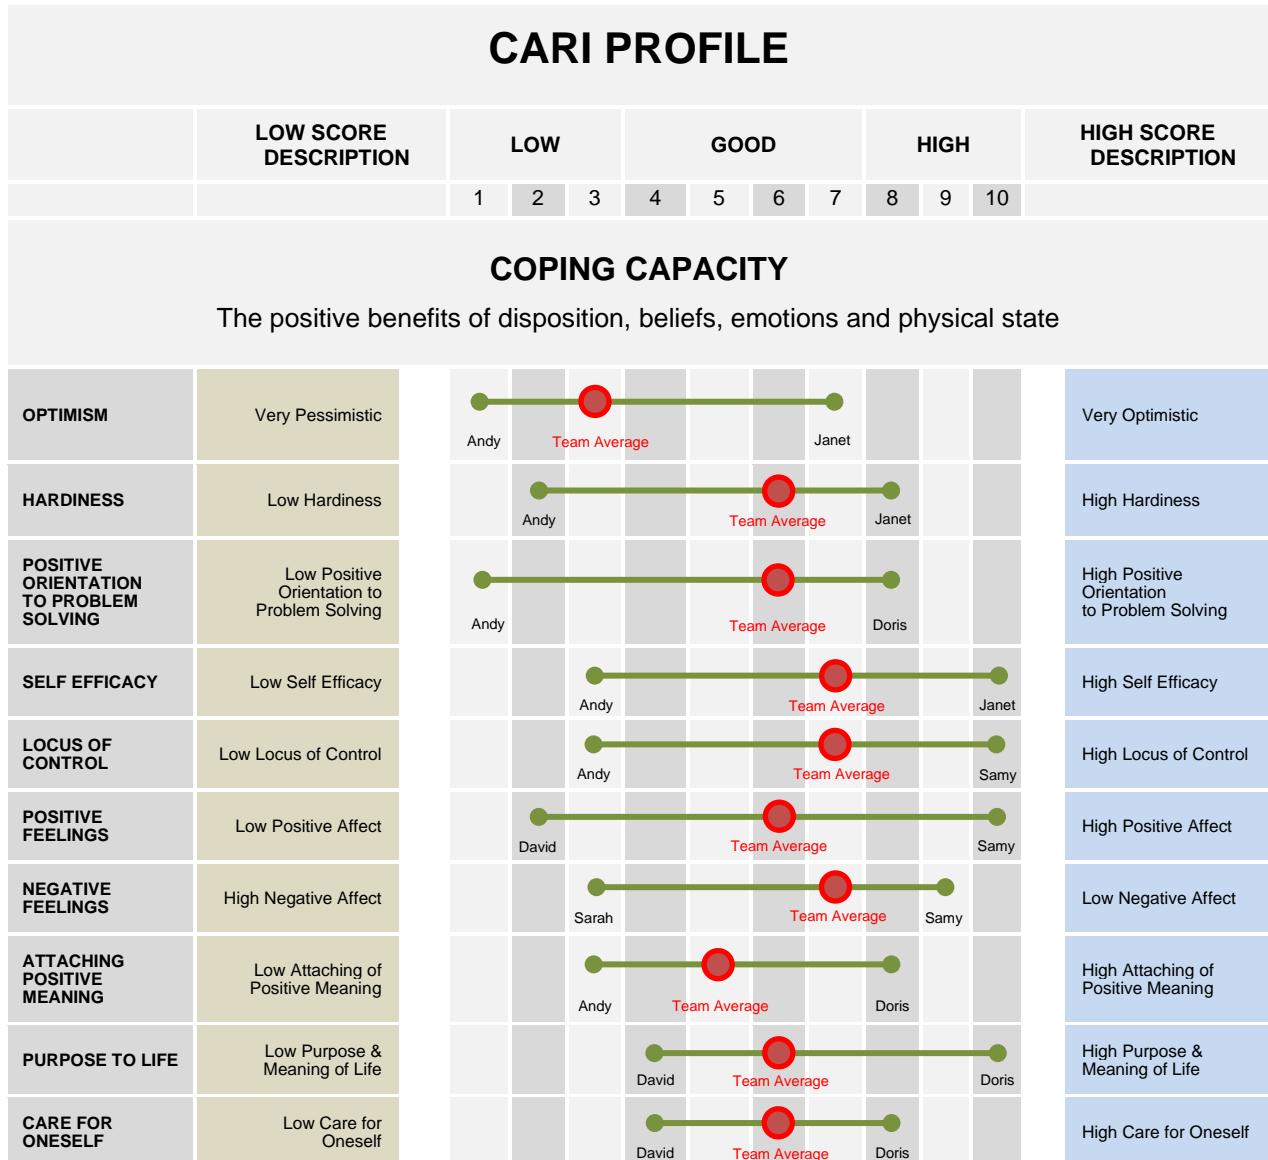 CARI PROFILE
LOW SCORE
DESCRIPTION
LOW
GOOD
HIGH
HIGH SCORE
DESCRIPTION
1 2 3 4 5 6 7 8 9 10
COPING CAPACITY
The positive benefits of disposition, beliefs, emotions and physical state
OPTIMISM
Very Pessimistic
Andy
Team Average
Janet
Very Optimistic
HARDINESS
Low Hardiness
Andy
Team Average
Janet
High Hardiness
POSITIVE
ORIENTATION
TO PROBLEM
SOLVING
Low Positive
Orientation to
Problem Solving
Andy
Team Average
Doris
High Positive
Orientation
to Problem Solving
SELF EFFICACY
Low Self Efficacy
Andy
Team Average
Janet
High Self Efficacy
LOCUS OF
CONTROL
Low Locus of Control
Andy
Team Average
Samy
High Locus of Control
POSITIVE
FEELINGS
Low Positive Affect
David
Team Average
Samy
High Positive Affect
NEGATIVE
FEELINGS
High Negative Affect
Sarah
Team Average
Samy
Low Negative Affect
ATTACHING
POSITIVE
MEANING
Low Attaching of
Positive Meaning
Andy
Team Average
Doris
High Attaching of
Positive Meaning
PURPOSE TO LIFE
Low Purpose &
Meaning of Life
David
Team Average
Doris
High Purpose &
Meaning of Life
CARE FOR
ONESELF
Low Care for
Oneself
David
Team Average
Doris
High Care for Oneself